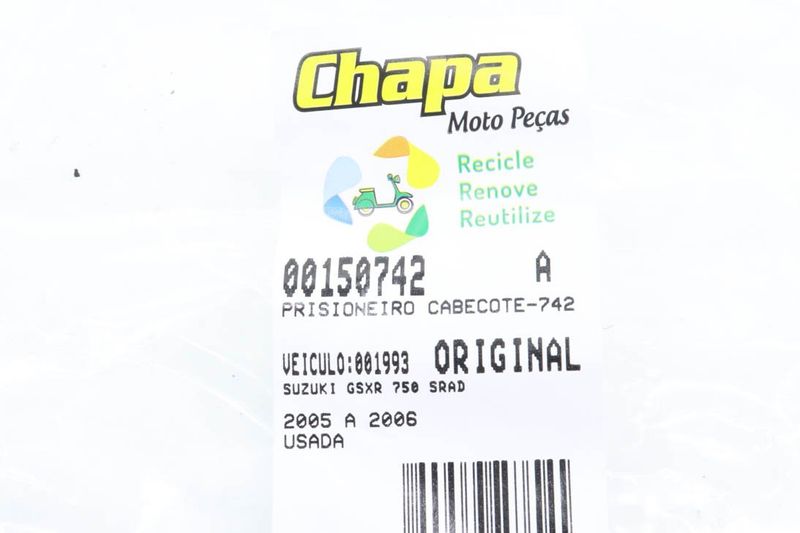 Chapa
Moto Peças
Recicle
Renove
Reutilize
00150742 A
PRISIONEIRO CABECOTE-742
VEICULO:001993 ORIGINAL
SUZUKI GSXR 750 SRAD
2005 A 2006
USADA